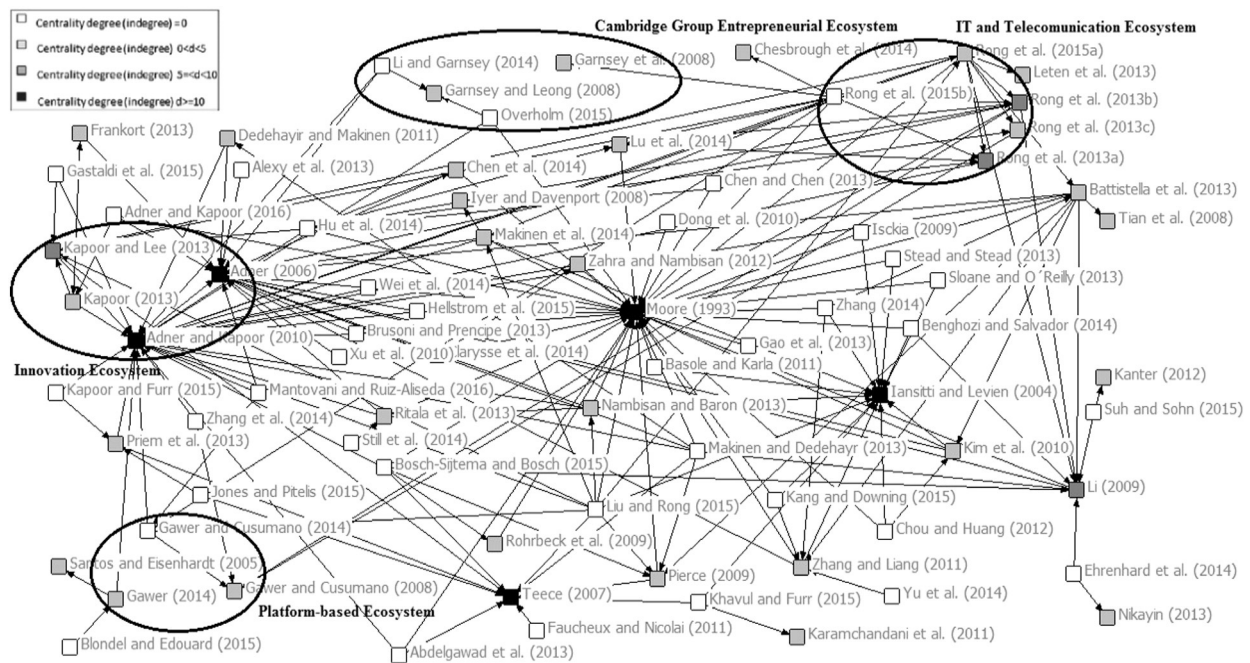 Centrality degree (indegree) =0
Centrality degree (indegree) 0<d<5
Centrality degree (indegree) 5=<d<10
Centrality degree (indegree) d>=10
Cambridge Group Entrepreneurial Ecosystem
IT and Telecomunication Ecosystem
Li and Garnsey (2014)
Garnsey et al. (2008)
Chesbrough et al. (2014)
Rong et al. (2015a)
Leten et al. (2013)
Garnsey and Leong (2008)
Rong et al. (2015b)
Rong et al. (2013b)
Overholm (2015)
Rong et al. (2013c)
Frankort (2013)
Dedehayir and Makinen (2011)
Lu et al. (2014)
Rong et al. (2013a)
Gastaldi et al. (2015)
Alexy et al. (2013)
Chen et al. (2014)
Chen and Chen (2013)
Battistella et al. (2013)
Iyer and Davenport (2008)
Adner and Kapoor (2016)
Hu et al. (2014)
Dong et al. (2010)
Tian et al. (2008)
Makinen et al. (2014)
Isckia (2009)
Kapoor and Lee (2013)
Adner (2006)
Zahra and Nambisan (2012)
Stead and Stead (2013)
Sloane and O´Reilly (2013)
Wei et al. (2014)
Kapoor (2013)
Hellstrom et al. (2015)
Moore (1993)
Zhang (2014)
Adner and Kapoor (2010)
Brusoni and Prencipe (2013)
Benghozi and Salvador (2014)
Xu et al. (2010)
larysse et al. (2014)
Gao et al. (2013)
Innovation Ecosystem
Basole and Karla (2011)
Kanter (2012)
Kapoor and Furr (2015)
Mantovani and Ruiz-Aliseda (2016)
Iansitti and Levien (2004)
Zhang et al. (2014)
Ritala et al. (2013)
Nambisan and Baron (2013)
Suh and Sohn (2015)
Priem et al. (2013)
Still et al. (2014)
Makinen and Dedehayr (2013)
Kim et al. (2010)
Bosch-Sijtema and Bosch (2015)
Jones and Pitelis (2015)
Li (2009)
Liu and Rong (2015)
Kang and Downing (2015)
Gawer and Cusumano (2014)
Chou and Huang (2012)
Rohrbeck et al. (2009)
Santos and Eisenhardt (2005)
Zhang and Liang (2011)
Pierce (2009)
Ehrenhard et al. (2014)
Gawer (2014)
Gawer and Cusumano (2008)
Teece (2007)
Khavul and Furr (2015)
Yu et al. (2014)
Platform-based Ecosystem
Nikayin (2013)
Faucheux and Nicolai (2011)
Karamchandani et al. (2011)
Blondel and Edouard (2015)
Abdelgawad et al. (2013)